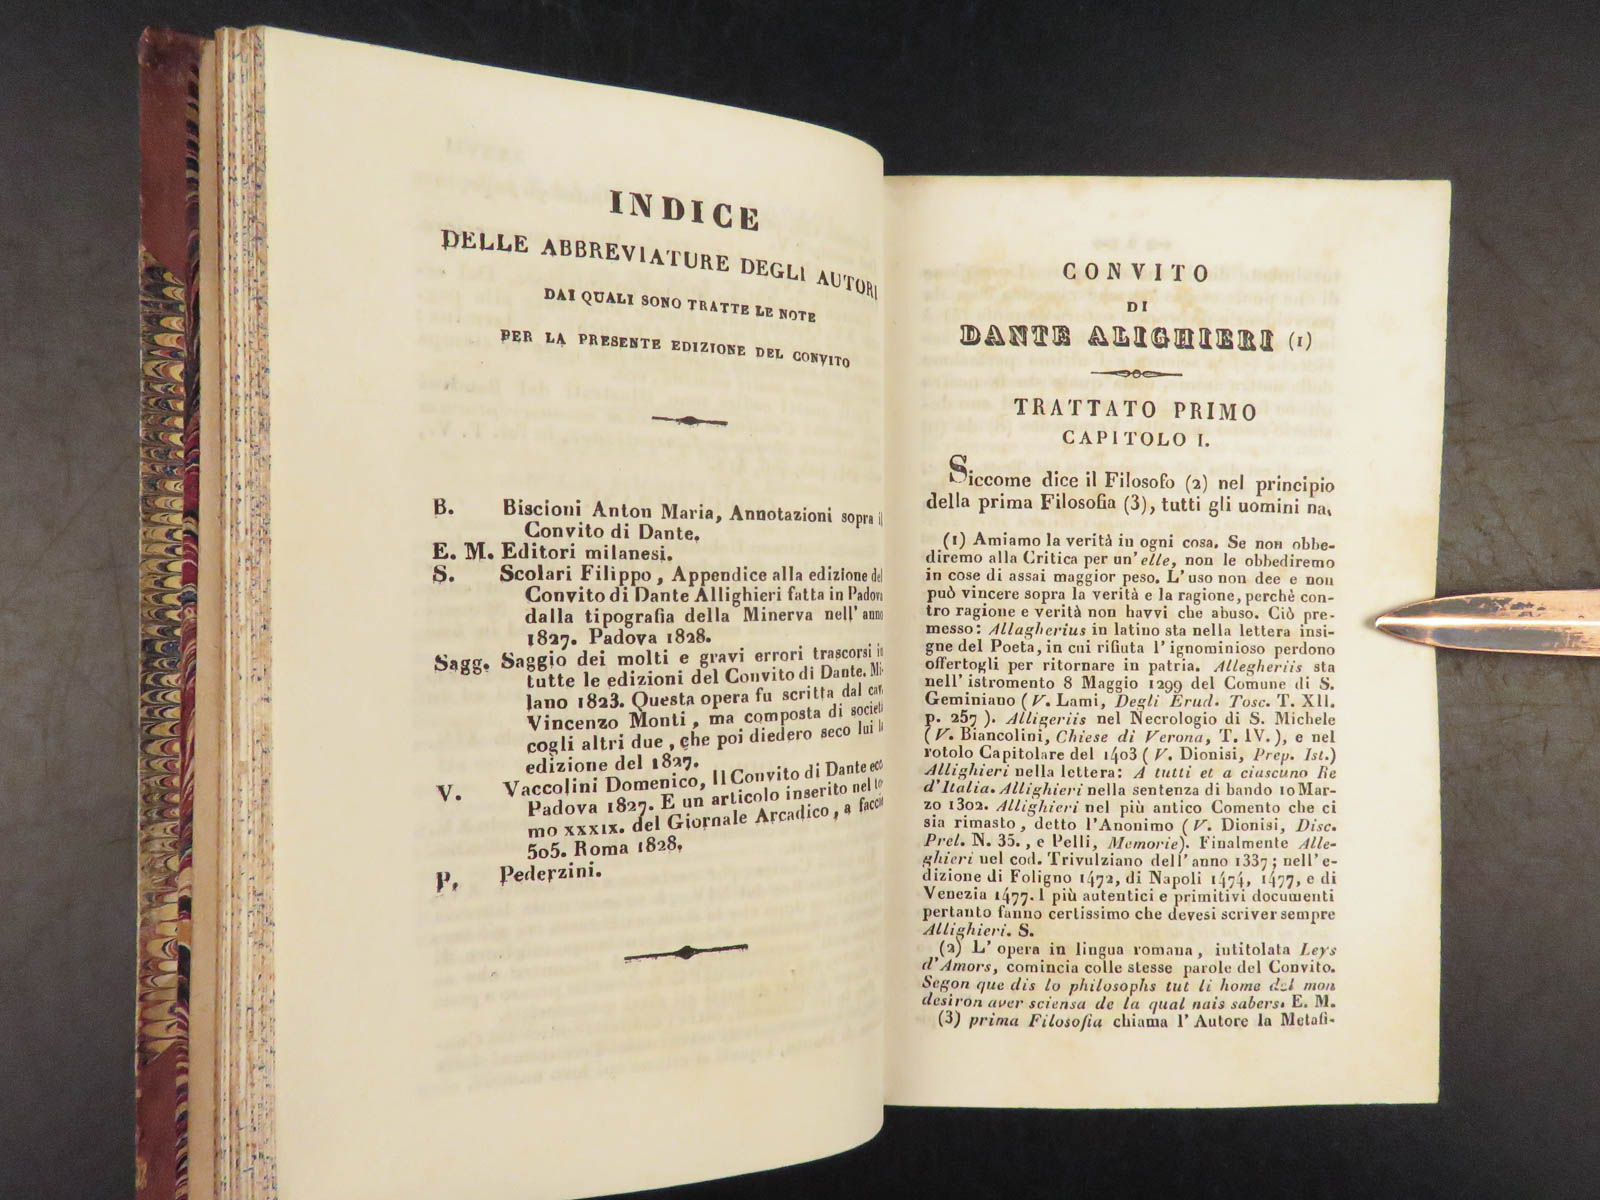 INDICE
DELLE ABBREVIATURE DEGLI AUTORI
DAI QUALI SONO TRATTE LE NOTE
PER LA PRESENTE EDIZIONE DEL CONVITO
B. Biscioni Anton Maria, Annotazioni sopra il
Convito di Dante.
E. M. Editori milanesi.
S. Scolari Filippo, Appendice alla edizione del
Convito di Dante Allighieri fatta in Padova
dalla tipografia della Minerva nell' anno
1827. Padova 1828.
Sagg. Saggio dei molti e gravi errori trascorsi in
tutte le edizioni del Convito di Dante. Mi-
lano 1823. Questa opera fu scritta dal cav.
Vincenzo Monti, ma composta di società
cogli altri due, che poi diedero seco lui la
edizione del 1827.
V. Vaccolini Domenico, Il Convito di Dante ecc.
Padova 1827. E un articolo inserito nel to-
mo XXXIX. del Giornale Arcadico, a faccie
505. Roma 1828.
P. Pederzini.
CONVITO
DI
DANTE ALIGHIERI (1)
TRATTATO PRIMO
CAPITOLO I.
Siccome dice il Filosofo (2) nel principio
della prima Filosofia (3), tutti gli uomini na-
(1) Amiamo la verità in ogni cosa. Se non obbe-
diremo alla Critica per un' elle, non le obbediremo
in cose di assai maggior peso. L'uso non dee e non
può vincere sopra la verità e la ragione, perchè con-
tro ragione e verità non havvi che abuso. Ciò pre-
messo: Allagherius in latino sta nella lettera insi-
gne del Poeta, in cui rifiuta l'ignominioso perdono
offertogli per ritornare in patria. Allegheriis sta
nell'istromento 8 Maggio 1299 del Comune di S.
Geminiano (V. Lami, Degli Erud. Tosc. T. XII.
p. 257). Alligeriis nel Necrologio di S. Michele
(V. Biancolini, Chiese di Verona, T. IV.), e nel
rotolo Capitolare del 1403 (V. Dionisi, Prep. Ist.)
Allighieri nella lettera: A tutti et a ciascuno Re
d'Italia. Allighieri nella sentenza di bando 10 Mar-
zo 1302. Allighieri nel più antico Comento che ci
sia rimasto, detto l'Anonimo (V. Dionisi, Disc.
Prel. N. 35., e Pelli, Memorie). Finalmente Alle-
ghieri nel cod. Trivulziano dell'anno 1337; nell'e-
dizione di Foligno 1472, di Napoli 1474, 1477, e di
Venezia 1477. I più autentici e primitivi documenti
pertanto fanno certissimo che devesi scriver sempre
Allighieri. S.
(2) L' opera in lingua romana, intitolata Leys
d'Amors, comincia colle stesse parole del Convito.
Segon que dis lo philosophs tut li home del mon
desiron aver sciensa de la qual nais sabers. E. M.
(3) prima Filosofia chiama l'Autore la Metafi-